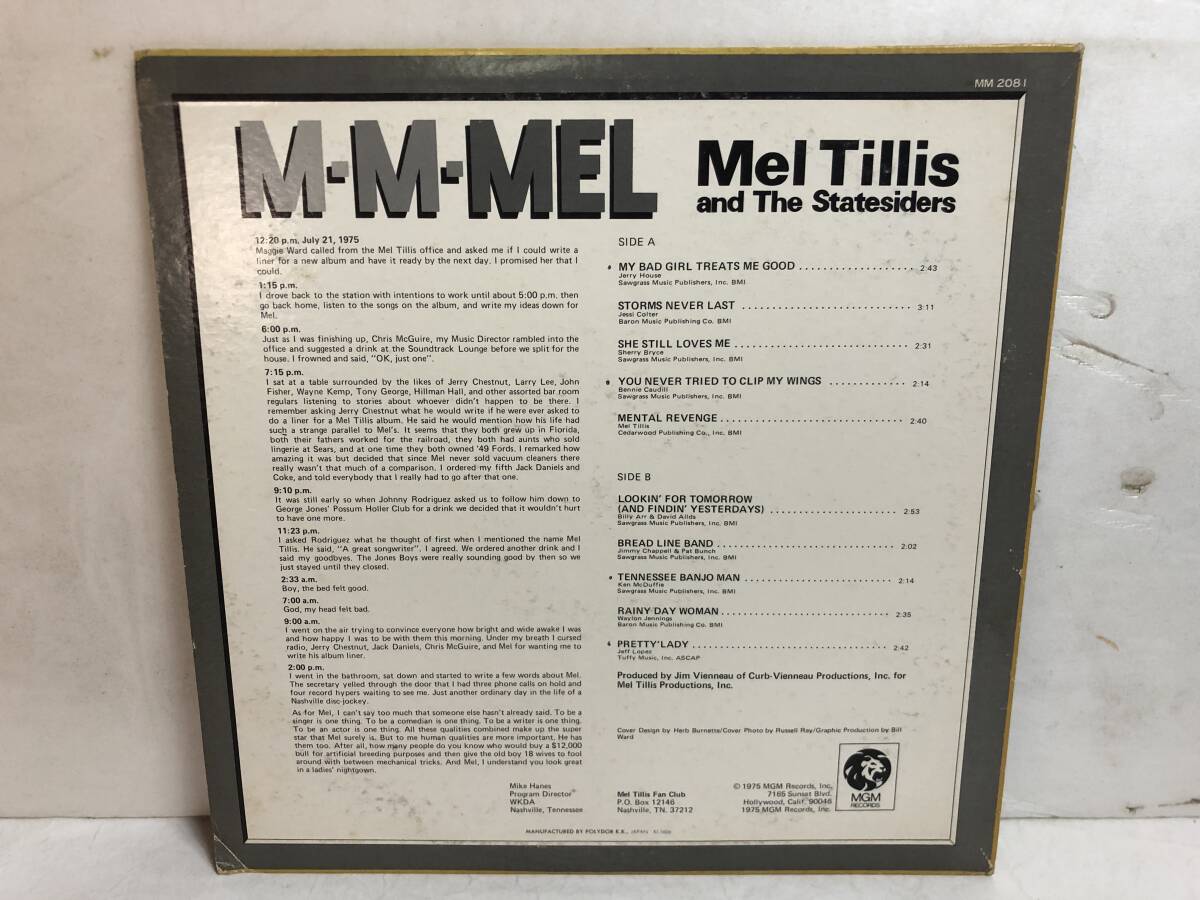 MM 2081
M·M·MEL
Mel Tillis
and The Statesiders
12:20 p.m. July 21, 1975
Maggie Ward called from the Mel Tillis office and asked me if I could write a
liner for a new album and have it ready by the next day. I promised her that I
could.
1:15 p.m.
I drove back to the station with intentions to work until about 5:00 p.m. then
go back home, listen to the songs on the album, and write my ideas down for
Mel.
6:00 p.m.
Just as I was finishing up, Chris McGuire, my Music Director rambled into the
office and suggested a drink at the Soundtrack Lounge before we split for the
house. I frowned and said, "OK, just one".
7:15 p.m.
I sat at a table surrounded by the likes of Jerry Chestnut, Larry Lee, John
Fisher, Wayne Kemp, Tony George, Hillman Hall, and other assorted bar room
regulars listening to stories about whoever didn't happen to be there. I
remember asking Jerry Chestnut what he would write if he were ever asked to
do a liner for a Mel Tillis album. He said he would mention how his life had
such a strange parallel to Mel's. It seems that they both grew up in Florida,
both their fathers worked for the railroad, they both had aunts who sold
lingerie at Sears, and at one time they both owned '49 Fords. I remarked how
amazing it was but decided that since Mel never sold vacuum cleaners there
really wasn't that much of a comparison. I ordered my fifth Jack Daniels and
Coke, and told everybody that I really had to go after that one.
9:10 p.m.
It was still early so when Johnny Rodriguez asked us to follow him down to
George Jones' Possum Holler Club for a drink we decided that it wouldn't hurt
to have one more.
11:23 p.m.
I asked Rodriguez what he thought of first when I mentioned the name Mel
Tillis. He said, "A great songwriter", I agreed. We ordered another drink and I
said my goodbyes. The Jones Boys were really sounding good by then so we
just stayed until they closed.
2:33 a.m.
Boy, the bed felt good.
7:00 a.m.
God, my head felt bad.
9:00 a.m.
I went on the air trying to convince everyone how bright and wide awake I was
and how happy I was to be with them this morning. Under my breath I cursed
radio, Jerry Chestnut, Jack Daniels, Chris McGuire, and Mel for wanting me to
write his album liner.
2:00 p.m.
I went in the bathroom, sat down and started to write a few words about Mel.
The secretary yelled through the door that I had three phone calls on hold and
four record hypers waiting to see me. Just another ordinary day in the life of a
Nashville disc-jockey.
As for Mel, I can't say too much that someone else hasn't already said. To be a
singer is one thing. To be a comedian is one thing. To be a writer is one thing.
To be an actor is one thing. All these qualities combined make up the super
star that Mel surely is. But to me human qualities are more important. He has
them too. After all, how many people do you know who would buy a $12,000
bull for artificial breeding purposes and then give the old boy 18 wives to fool
around with between mechanical tricks. And Mel, I understand you look great
in a ladies' nightgown.
Mike Hanes
Program Director
WKDA
Nashville, Tennessee
SIDE A
• MY BAD GIRL TREATS ME GOOD .................. 2:43
Jerry House
Sawgrass Music Publishers, Inc. BMI
STORMS NEVER LAST .......................... 3:11
Jessi Colter
Baron Music Publishing Co. BMI
SHE STILL LOVES ME .......................... 2:31
Sherry Bryce
Sawgrass Music Publishers, Inc. BMI
• YOU NEVER TRIED TO CLIP MY WINGS ............ 2:14
Bennie Caudill
Sawgrass Music Publishers, Inc. BMI
MENTAL REVENGE ............................ 2:40
Mel Tillis
Cedarwood Publishing Co., Inc. BMI
SIDE B
LOOKIN' FOR TOMORROW
(AND FINDIN' YESTERDAYS) .................... 2:53
Billy Arr & David Allds
Sawgrass Music Publishers, Inc. BMI
BREAD LINE BAND ............................ 2:02
Jimmy Chappell & Pat Bunch
Sawgrass Music Publishers, Inc. BMI
• TENNESSEE BANJO MAN ...................... 2:14
Ken McDuffie
Sawgrass Music Publishers, Inc. BMI
RAINY DAY WOMAN .......................... 2:35
Waylon Jennings
Baron Music Publishing Co. BMI
• PRETTY LADY ............................... 2:42
Jeff Lopez
Tuffy Music, Inc. ASCAP
Produced by Jim Vienneau of Curb-Vienneau Productions, Inc. for
Mel Tillis Productions, Inc.
Cover Design by Herb Burnette/Cover Photo by Russell Ray/Graphic Production by Bill
Ward
Mel Tillis Fan Club
P.O. Box 12146
Nashville, TN. 37212
© 1975 MGM Records, Inc.
7165 Sunset Blvd.
Hollywood, Calif. 90046
1975 MGM Records, Inc.
MGM
RECORDS
MANUFACTURED BY POLYDOR K.K., JAPAN